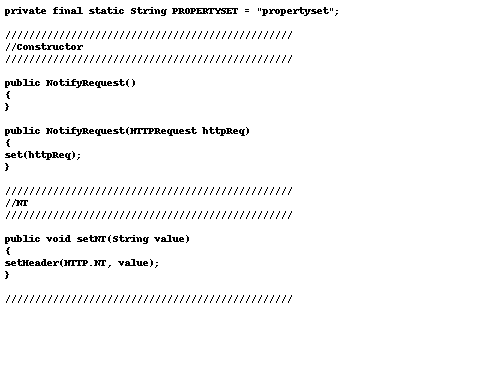 private final static String PROPERTYSET = "propertyset";
////////////////////////////////////////////////
//Constructor
////////////////////////////////////////////////
public NotifyRequest()
{
}
public NotifyRequest(HTTPRequest httpReq)
{
set(httpReq);
}
////////////////////////////////////////////////
//NT
////////////////////////////////////////////////
public void setNT(String value)
{
setHeader(HTTP.NT, value);
}
////////////////////////////////////////////////